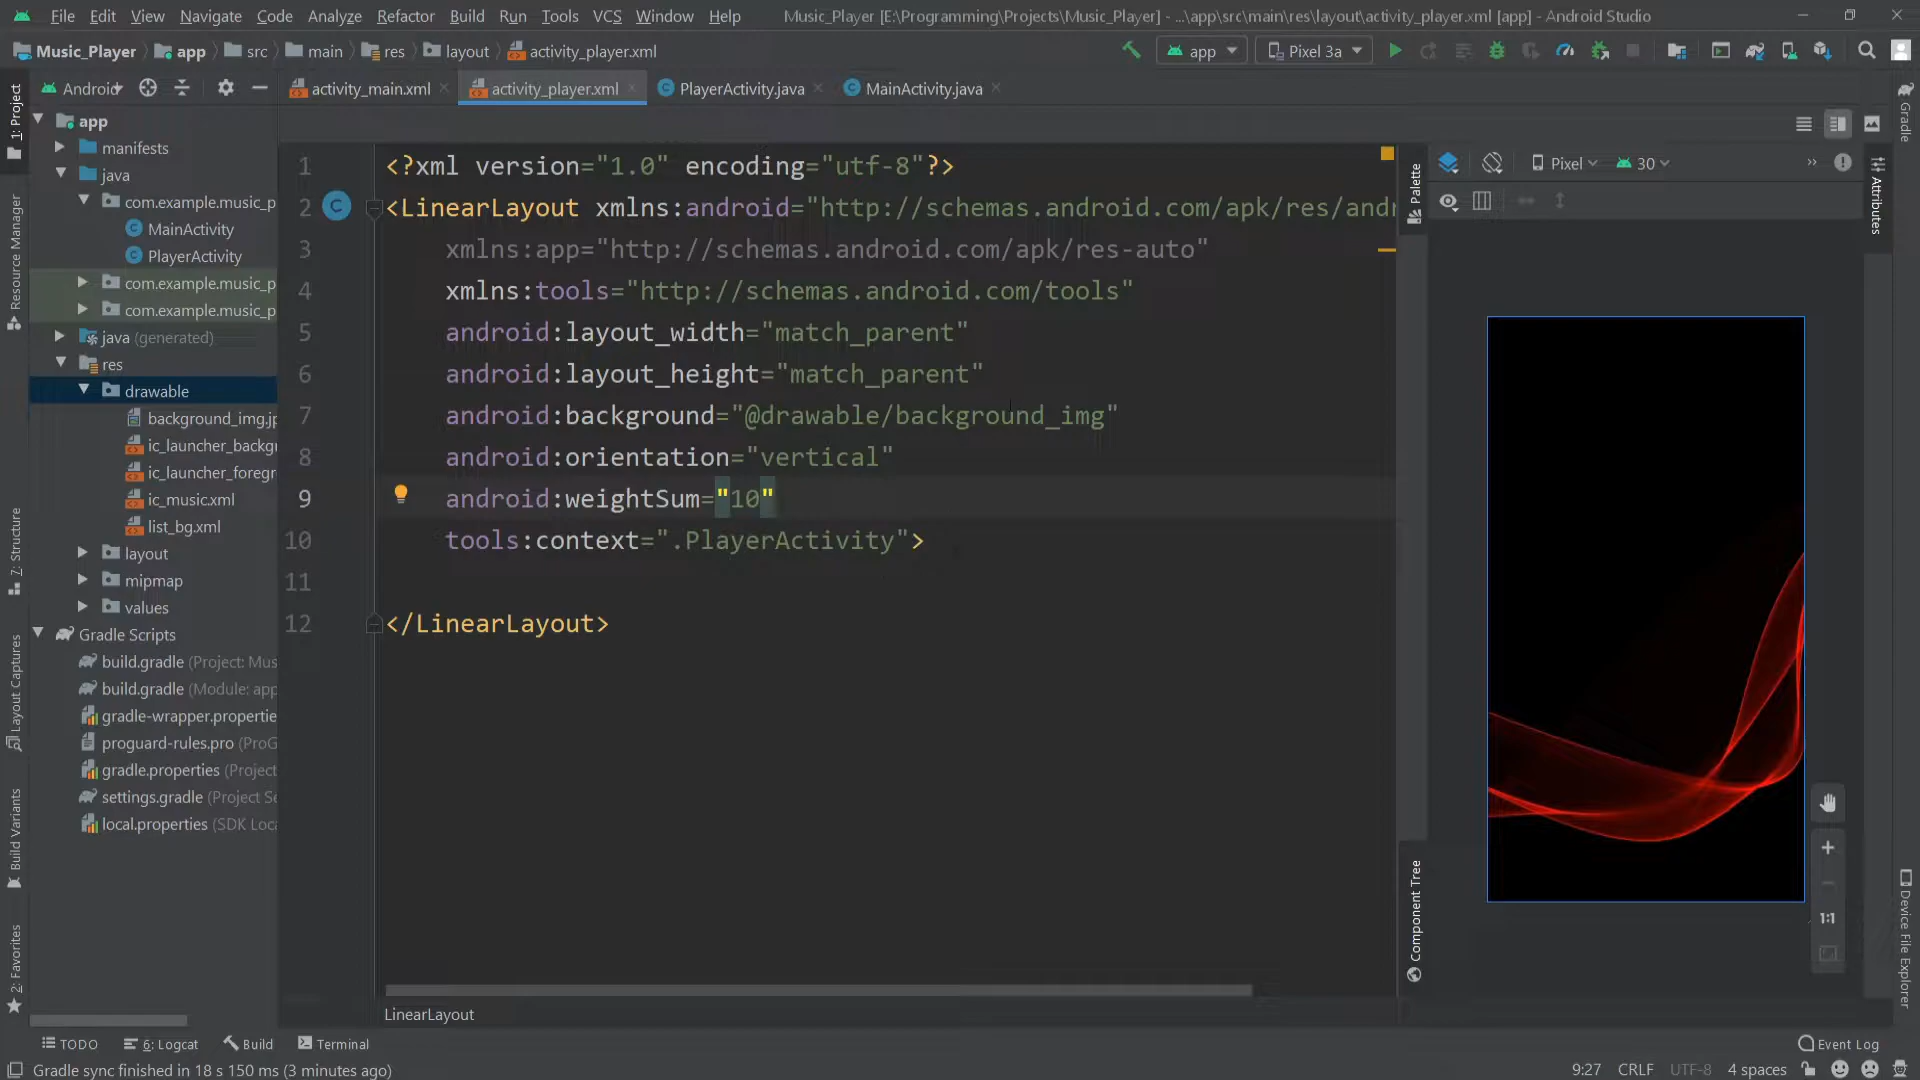 File Edit View Navigate Code Analyze Refactor Build Run Tools VCS Window Help Music_Player [E:\Programming\Projects\Music_Player] - ...\app\src\main\res\layout\activity_player.xml [app] - Android Studio
Music_Player app src main res layout activity_player.xml app Pixel 3a
Android activity_main.xml activity_player.xml PlayerActivity.java MainActivity.java
1: Project
Resource Manager
7: Structure
Layout Captures
Build Variants
2: Favorites
app
manifests
java
com.example.music_p
MainActivity
PlayerActivity
com.example.music_p
com.example.music_p
java (generated)
res
drawable
background_img.jp
ic_launcher_backgr
ic_launcher_foregr
ic_music.xml
list_bg.xml
layout
mipmap
values
Gradle Scripts
build.gradle (Project: Mus
build.gradle (Module: app
gradle-wrapper.propertie
proguard-rules.pro (ProG
gradle.properties (Project
settings.gradle (Project Se
local.properties (SDK Loca
1 <?xml version="1.0" encoding="utf-8"?>
2 <LinearLayout xmlns:android="http://schemas.android.com/apk/res/andr
3 xmlns:app="http://schemas.android.com/apk/res-auto"
4 xmlns:tools="http://schemas.android.com/tools"
5 android:layout_width="match_parent"
6 android:layout_height="match_parent"
7 android:background="@drawable/background_img"
8 android:orientation="vertical"
9 android:weightSum="10"
10 tools:context=".PlayerActivity">
11
12 </LinearLayout>
LinearLayout
Palette
Component Tree
Pixel 30
1:1
Attributes
Gradle
Device File Explorer
TODO 6: Logcat Build Terminal Event Log
Gradle sync finished in 18 s 150 ms (3 minutes ago) 9:27 CRLF UTF-8 4 spaces